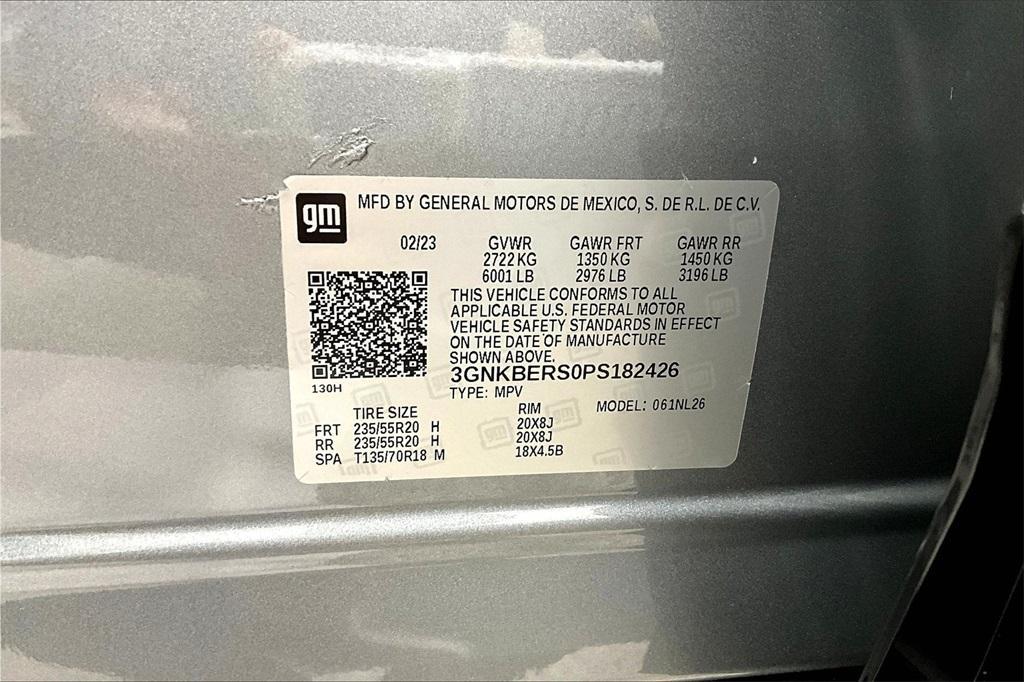 gm
MFD BY GENERAL MOTORS DE MEXICO, S. DE R.L. DE C.V.
02/23 GVWR GAWR FRT GAWR RR
2722 KG 1350 KG 1450 KG
6001 LB 2976 LB 3196 LB
THIS VEHICLE CONFORMS TO ALL
APPLICABLE U.S. FEDERAL MOTOR
VEHICLE SAFETY STANDARDS IN EFFECT
ON THE DATE OF MANUFACTURE
SHOWN ABOVE.
3GNKBERS0PS182426
130H
TYPE: MPV
TIRE SIZE RIM MODEL: 061NL26
FRT 235/55R20 H 20X8J
RR 235/55R20 H 20X8J
SPA T135/70R18 M 18X4.5B